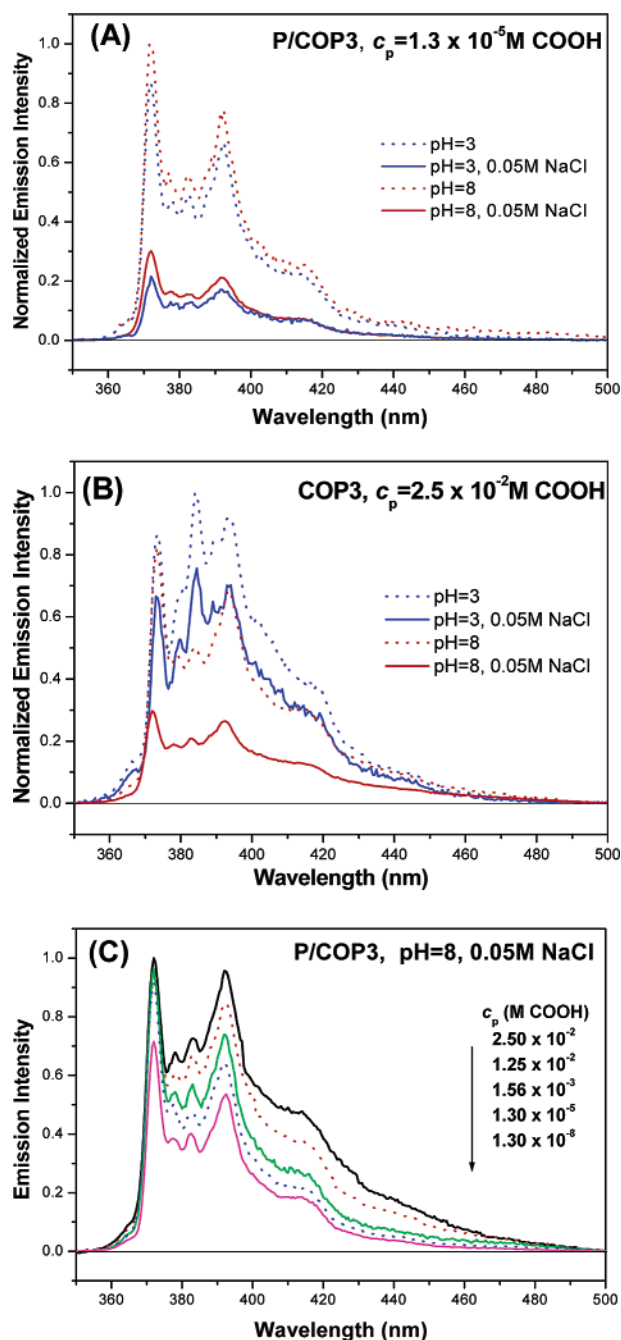 (A) P/COP3, cp=1.3 x 10-5M COOH
Normalized Emission Intensity
1.0
0.8
0.6
0.4
0.2
0.0
pH=3
pH=3, 0.05M NaCl
pH=8
pH=8, 0.05M NaCl
360 380 400 420 440 460 480 500
Wavelength (nm)
(B) COP3, cp=2.5 x 10-2M COOH
Normalized Emission Intensity
1.0
0.8
0.6
0.4
0.2
0.0
pH=3
pH=3, 0.05M NaCl
pH=8
pH=8, 0.05M NaCl
360 380 400 420 440 460 480 500
Wavelength (nm)
(C) P/COP3, pH=8, 0.05M NaCl
Emission Intensity
1.0
0.8
0.6
0.4
0.2
0.0
cp (M COOH)
2.50 x 10-2
1.25 x 10-2
1.56 x 10-3
1.30 x 10-5
1.30 x 10-8
360 380 400 420 440 460 480 500
Wavelength (nm)